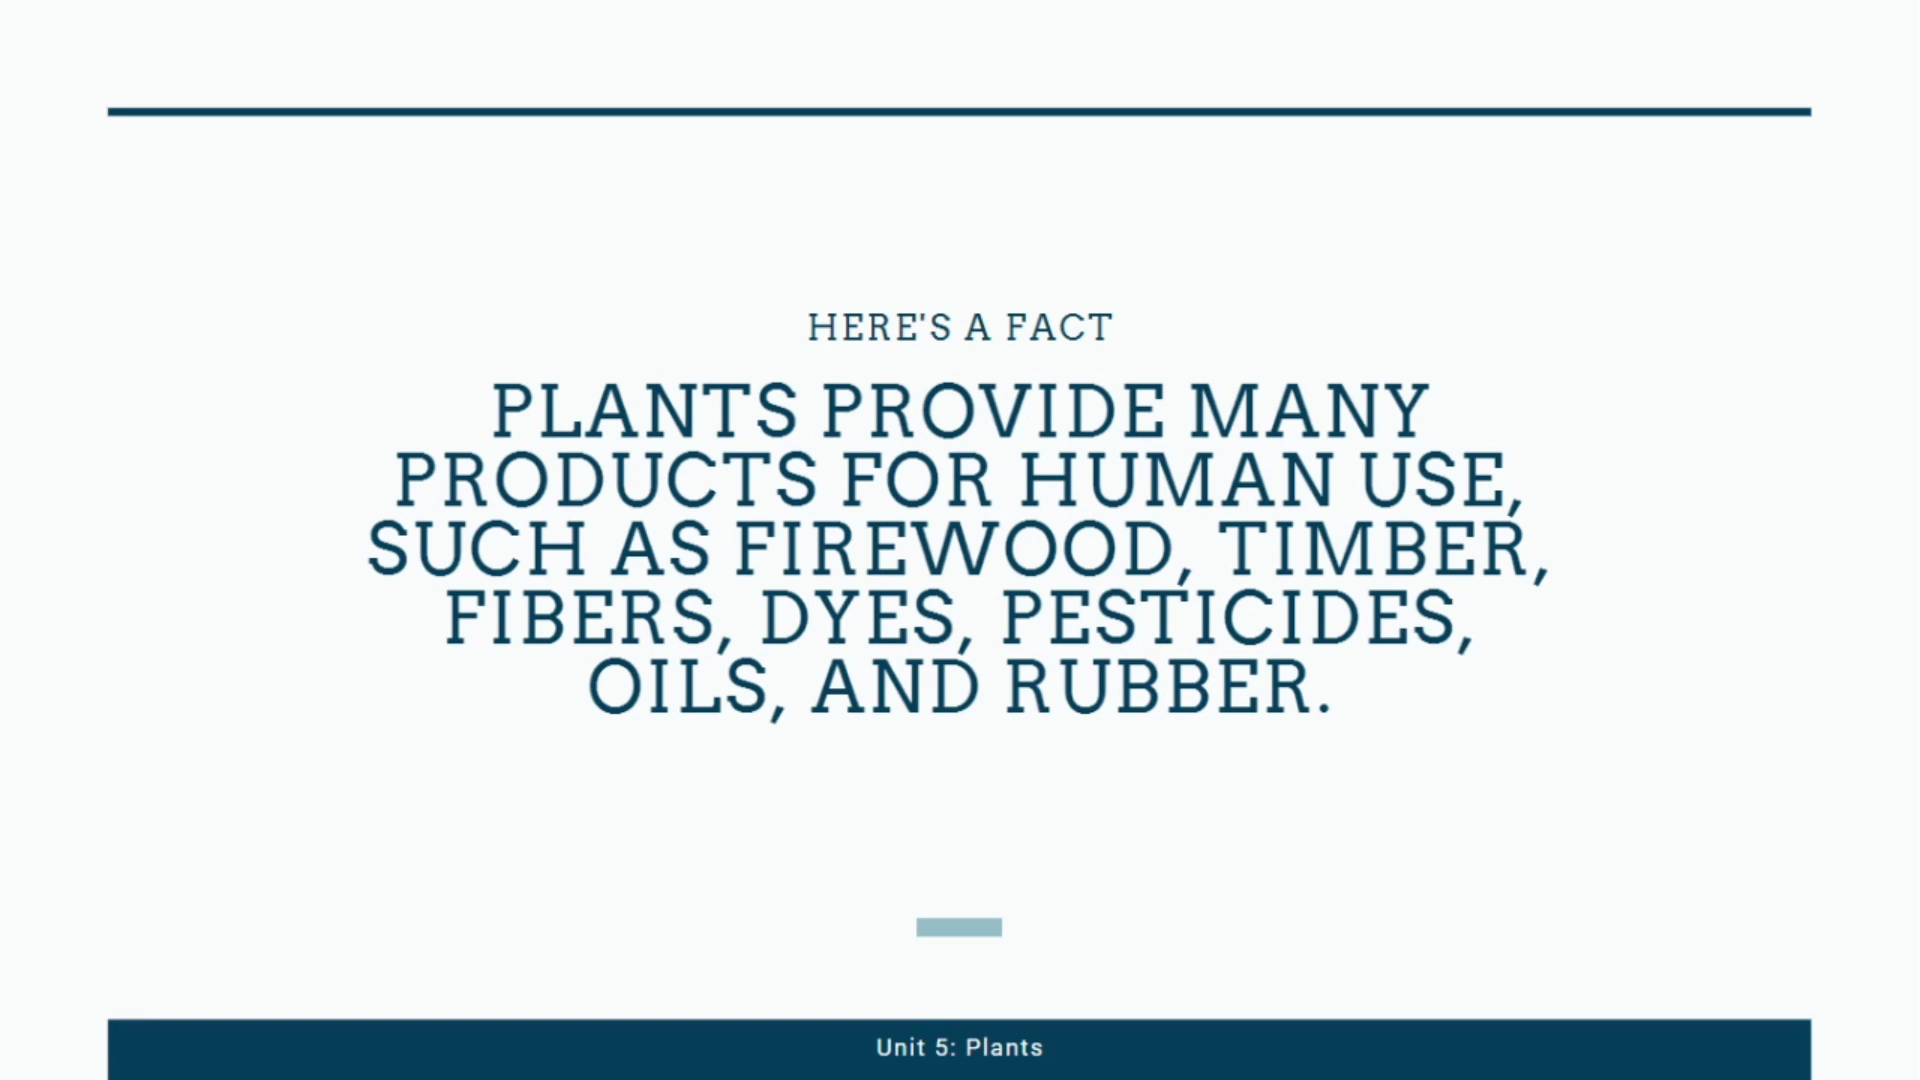 HERE'S A FACT
PLANTS PROVIDE MANY
PRODUCTS FOR HUMAN USE,
SUCH AS FIREWOOD, TIMBER,
FIBERS, DYES, PESTICIDES,
OILS, AND RUBBER.
Unit 5: Plants